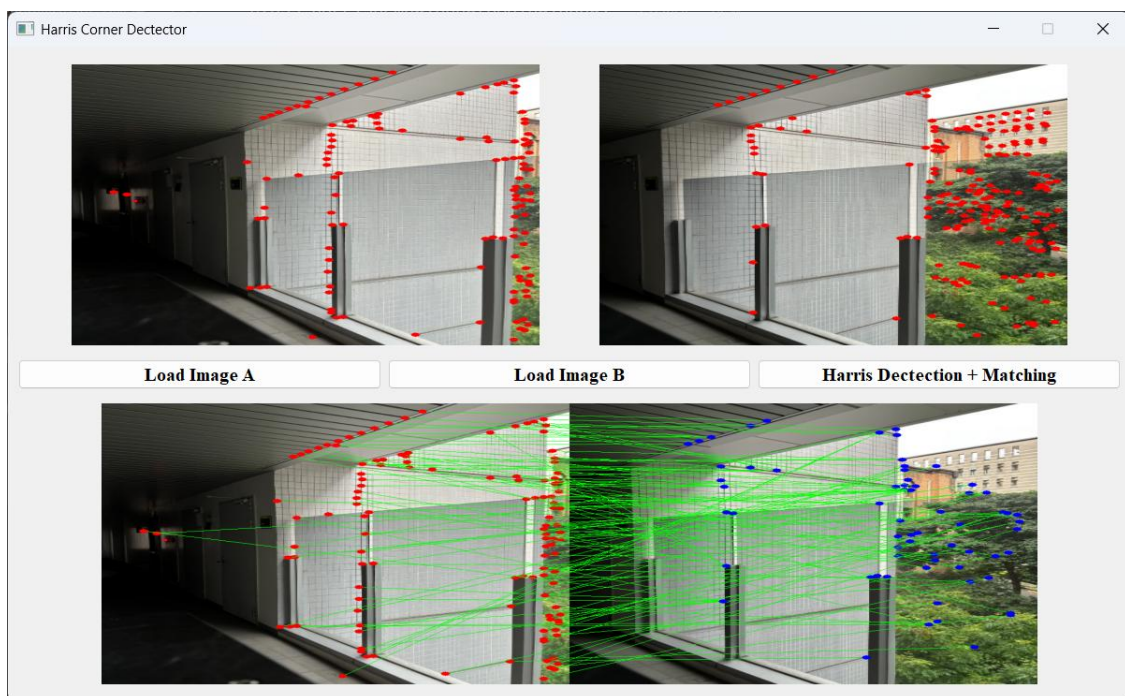 Harris Corner Dectector
Load Image A
Load Image B
Harris Dectection + Matching